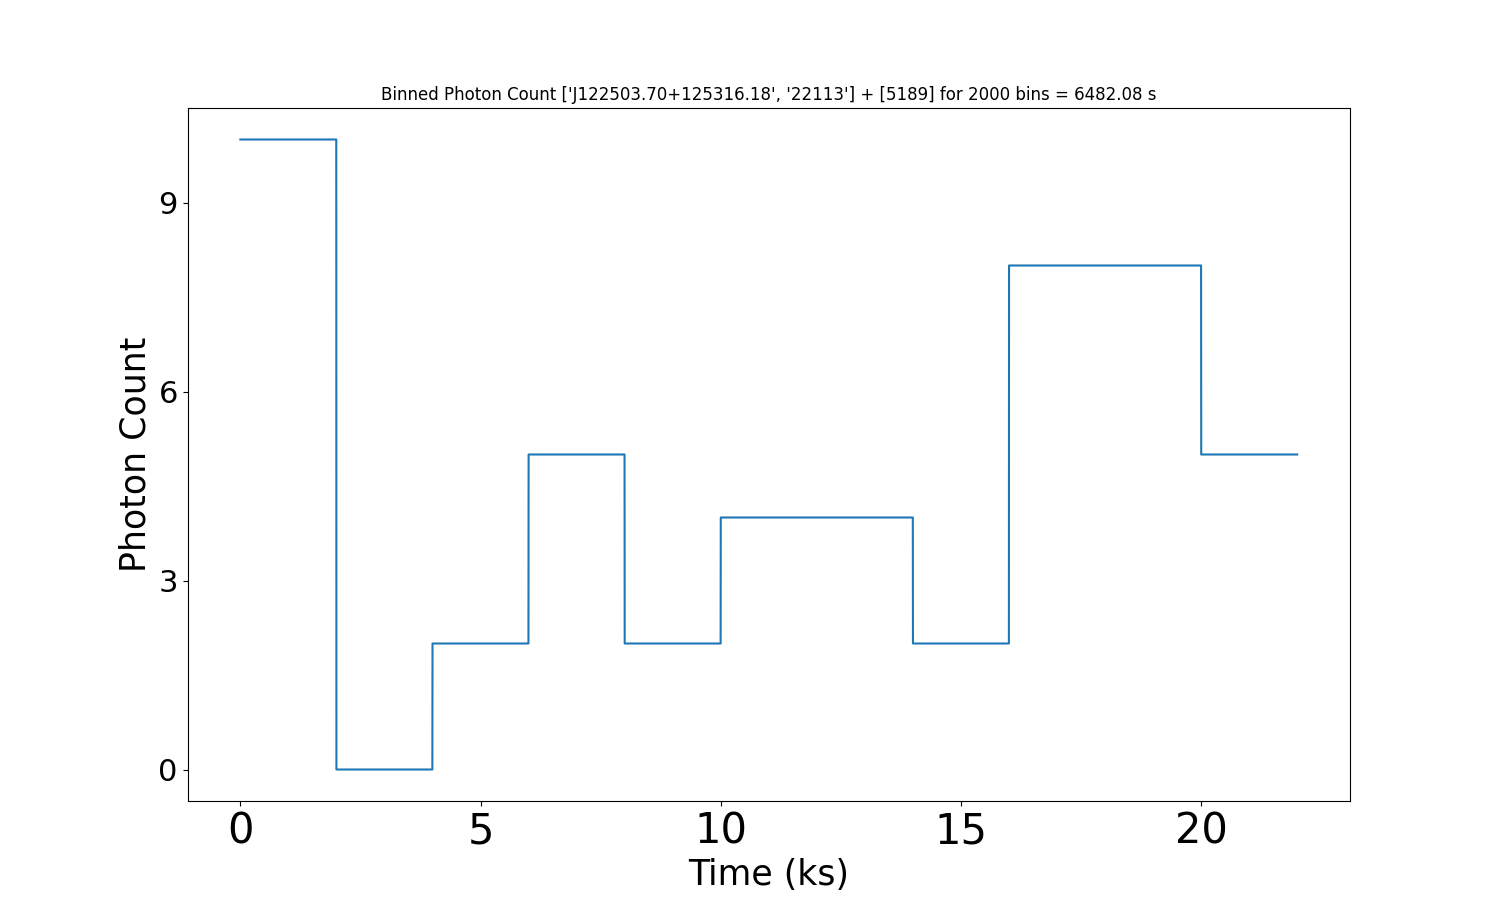 Binned Photon Count ['J122503.70+125316.18', '22113'] + [5189] for 2000 bins = 6482.08 s
9
6
3
0
Photon Count
0 5 10 15 20
Time (ks)